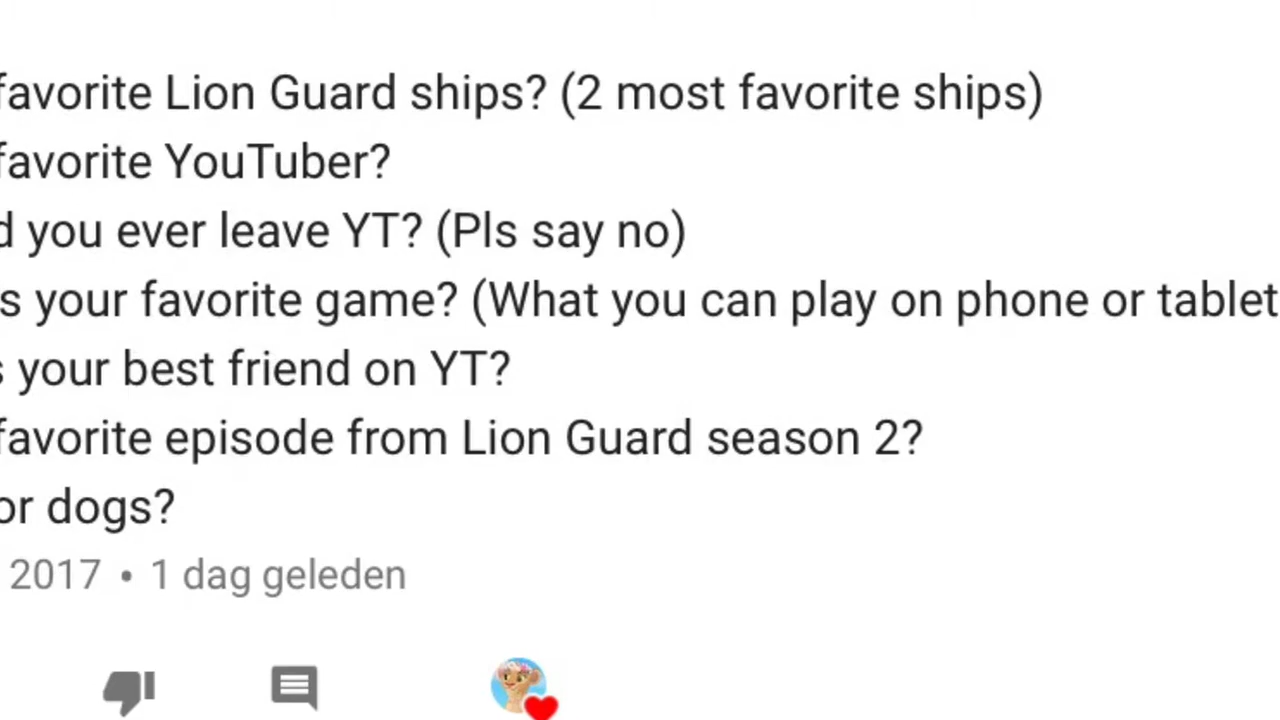 favorite Lion Guard ships? (2 most favorite ships)
favorite YouTuber?
d you ever leave YT? (Pls say no)
s your favorite game? (What you can play on phone or tablet
s your best friend on YT?
favorite episode from Lion Guard season 2?
or dogs?
2017 • 1 dag geleden